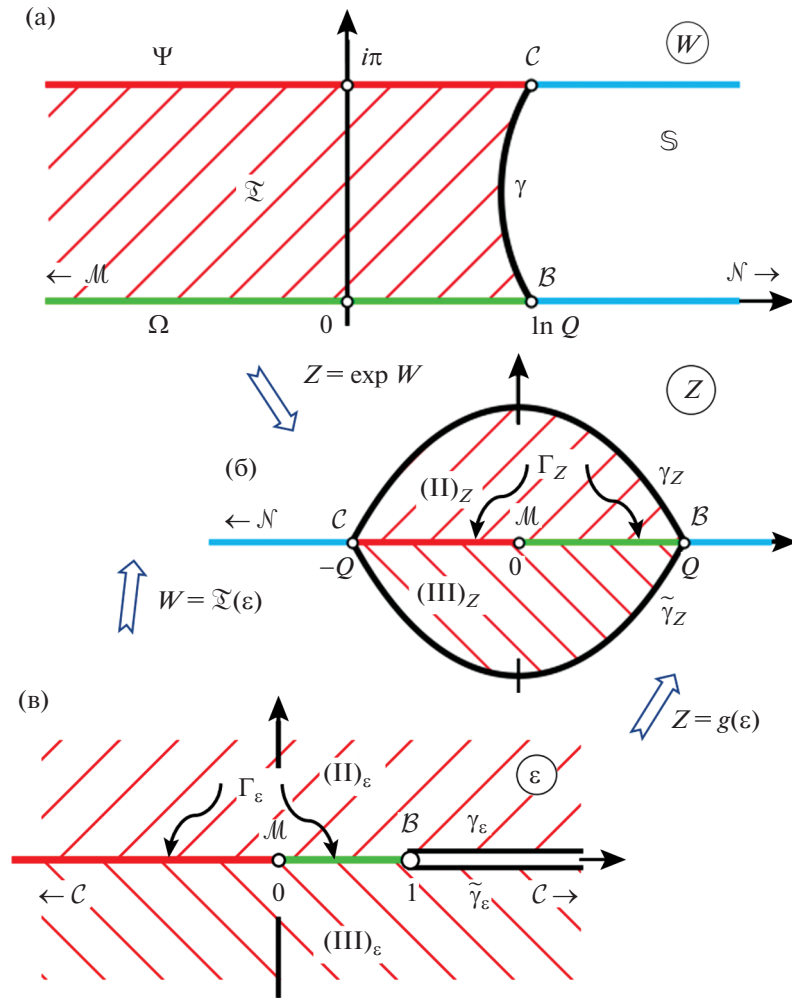 (а)
Ψ iπ 𝒞 W
𝕊
𝔗 γ
← ℳ ℬ 𝒩 →
Ω 0 ln Q
Z = exp W Z
(б) (II)_Z Γ_Z γ_Z
← 𝒩 𝒞 ℳ ℬ
−Q 0 Q
W = 𝔗(ε) (III)_Z γ̃_Z
(в) Z = g(ε)
Γ_ε (II)_ε ε
ℳ ℬ γ_ε
← 𝒞 0 1 γ̃_ε 𝒞 →
(III)_ε